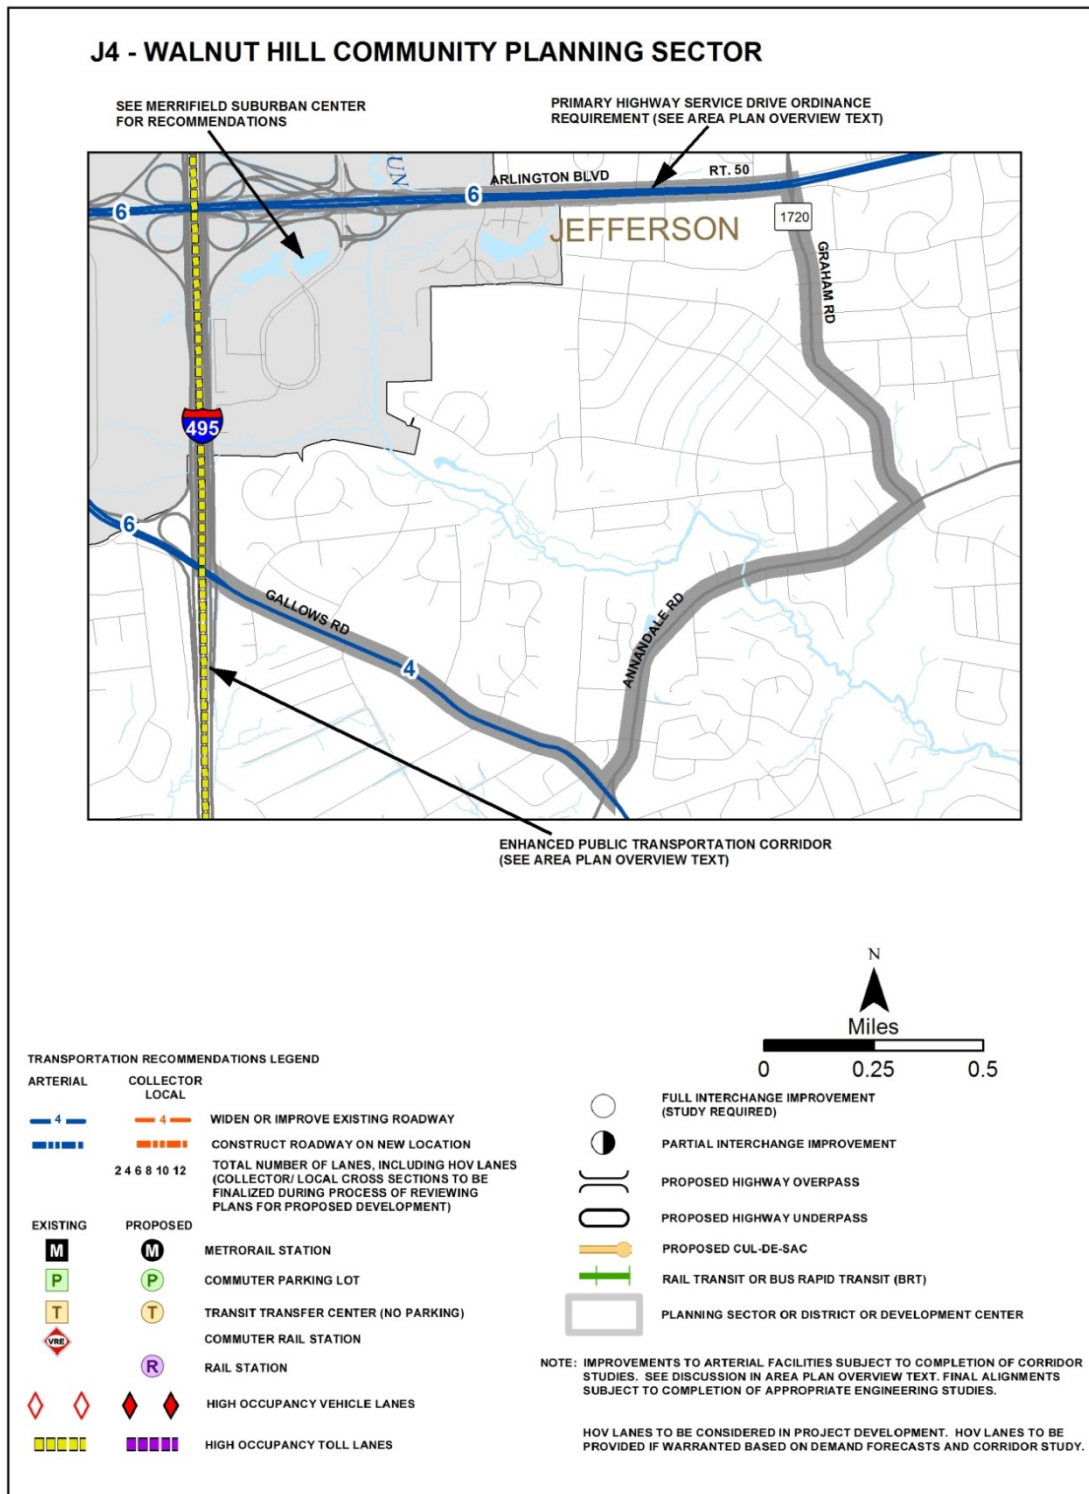 J4 - WALNUT HILL COMMUNITY PLANNING SECTOR
SEE MERRIFIELD SUBURBAN CENTER
FOR RECOMMENDATIONS
PRIMARY HIGHWAY SERVICE DRIVE ORDINANCE
REQUIREMENT (SEE AREA PLAN OVERVIEW TEXT)
UN
ARLINGTON BLVD
RT. 50
6
6
1720
JEFFERSON
GRAHAM RD
495
6
GALLOWS RD
4
ANNANDALE RD
ENHANCED PUBLIC TRANSPORTATION CORRIDOR
(SEE AREA PLAN OVERVIEW TEXT)
N
Miles
0 0.25 0.5
TRANSPORTATION RECOMMENDATIONS LEGEND
ARTERIAL
COLLECTOR
LOCAL
4 4 WIDEN OR IMPROVE EXISTING ROADWAY
CONSTRUCT ROADWAY ON NEW LOCATION
2 4 6 8 10 12
TOTAL NUMBER OF LANES, INCLUDING HOV LANES
(COLLECTOR/ LOCAL CROSS SECTIONS TO BE
FINALIZED DURING PROCESS OF REVIEWING
PLANS FOR PROPOSED DEVELOPMENT)
EXISTING PROPOSED
M M METRORAIL STATION
P P COMMUTER PARKING LOT
T T TRANSIT TRANSFER CENTER (NO PARKING)
VRE COMMUTER RAIL STATION
R RAIL STATION
HIGH OCCUPANCY VEHICLE LANES
HIGH OCCUPANCY TOLL LANES
FULL INTERCHANGE IMPROVEMENT
(STUDY REQUIRED)
PARTIAL INTERCHANGE IMPROVEMENT
PROPOSED HIGHWAY OVERPASS
PROPOSED HIGHWAY UNDERPASS
PROPOSED CUL-DE-SAC
RAIL TRANSIT OR BUS RAPID TRANSIT (BRT)
PLANNING SECTOR OR DISTRICT OR DEVELOPMENT CENTER
NOTE: IMPROVEMENTS TO ARTERIAL FACILITIES SUBJECT TO COMPLETION OF CORRIDOR
STUDIES. SEE DISCUSSION IN AREA PLAN OVERVIEW TEXT. FINAL ALIGNMENTS
SUBJECT TO COMPLETION OF APPROPRIATE ENGINEERING STUDIES.
HOV LANES TO BE CONSIDERED IN PROJECT DEVELOPMENT. HOV LANES TO BE
PROVIDED IF WARRANTED BASED ON DEMAND FORECASTS AND CORRIDOR STUDY.